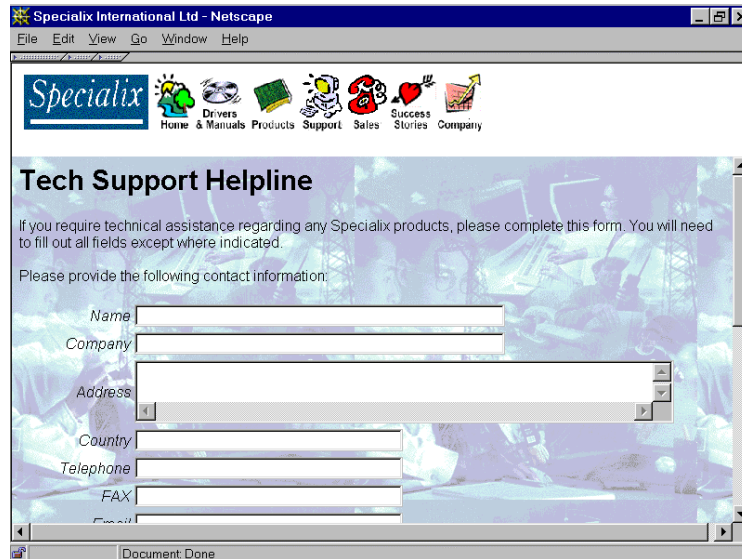 Specialix International Ltd - Netscape
File Edit View Go Window Help
Specialix
Home
Drivers & Manuals
Products
Support
Sales
Success Stories
Company
Tech Support Helpline
If you require technical assistance regarding any Specialix products, please complete this form. You will need
to fill out all fields except where indicated.
Please provide the following contact information:
Name
Company
Address
Country
Telephone
FAX
Email
Document: Done